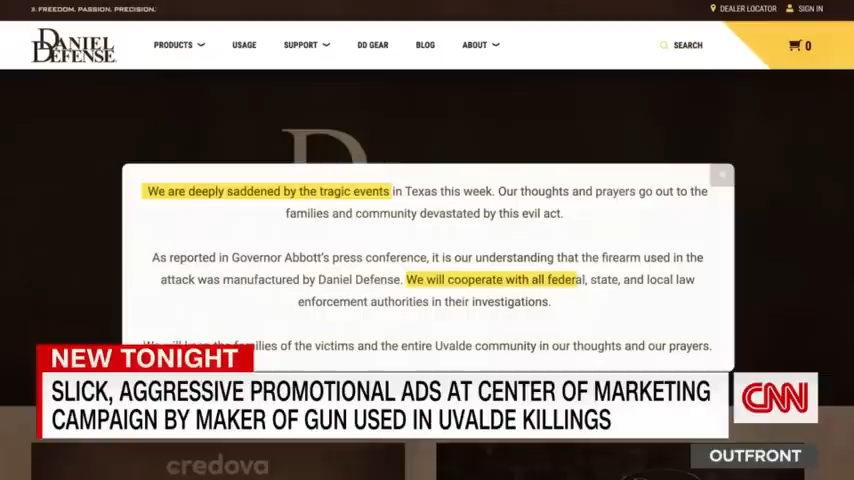 FREEDOM. PASSION. PRECISION.
DEALER LOCATOR
SIGN IN
DANIEL DEFENSE
PRODUCTS
USAGE
SUPPORT
DD GEAR
BLOG
ABOUT
SEARCH
0
We are deeply saddened by the tragic events in Texas this week. Our thoughts and prayers go out to the
families and community devastated by this evil act.
As reported in Governor Abbott's press conference, it is our understanding that the firearm used in the
attack was manufactured by Daniel Defense. We will cooperate with all federal, state, and local law
enforcement authorities in their investigations.
families of the victims and the entire Uvalde community in our thoughts and our prayers.
NEW TONIGHT
SLICK, AGGRESSIVE PROMOTIONAL ADS AT CENTER OF MARKETING
CAMPAIGN BY MAKER OF GUN USED IN UVALDE KILLINGS
CNN
OUTFRONT
credova